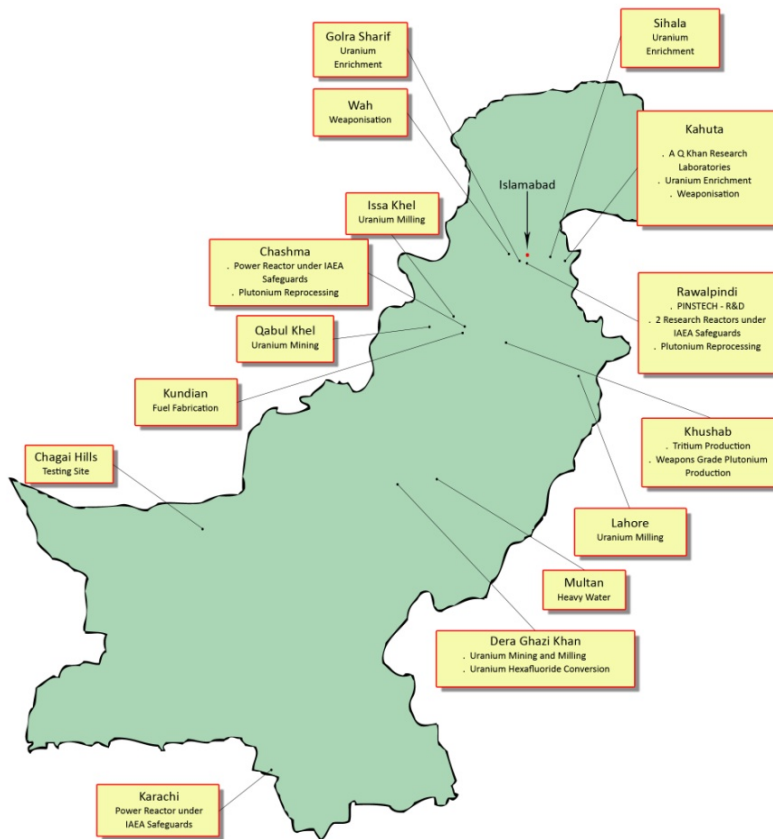 Golra Sharif
Uranium
Enrichment
Sihala
Uranium
Enrichment
Wah
Weaponisation
Kahuta
. A Q Khan Research
Laboratories
. Uranium Enrichment
. Weaponisation
Islamabad
Issa Khel
Uranium Milling
Chashma
. Power Reactor under IAEA
Safeguards
. Plutonium Reprocessing
Rawalpindi
. PINSTECH - R&D
. 2 Research Reactors under
IAEA Safeguards
. Plutonium Reprocessing
Qabul Khel
Uranium Mining
Kundian
Fuel Fabrication
Khushab
. Tritium Production
. Weapons Grade Plutonium
Production
Chagai Hills
Testing Site
Lahore
Uranium Milling
Multan
Heavy Water
Dera Ghazi Khan
. Uranium Mining and Milling
. Uranium Hexafluoride Conversion
Karachi
Power Reactor under
IAEA Safeguards